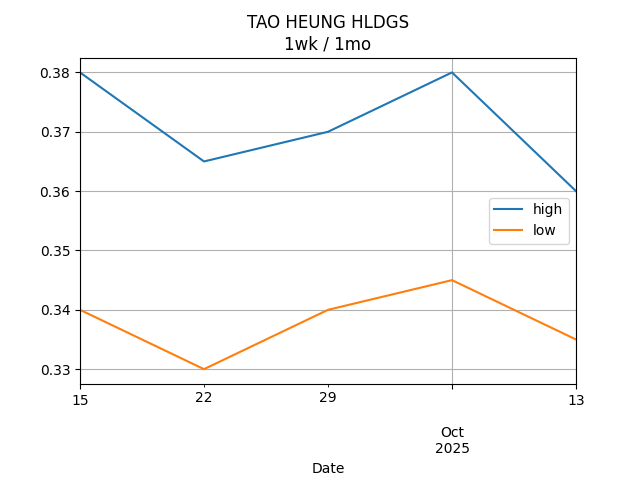 TAO HEUNG HLDGS
1wk / 1mo
0.38
0.37
0.36
0.35
0.34
0.33
high
low
15
22
29
13
Oct
2025
Date